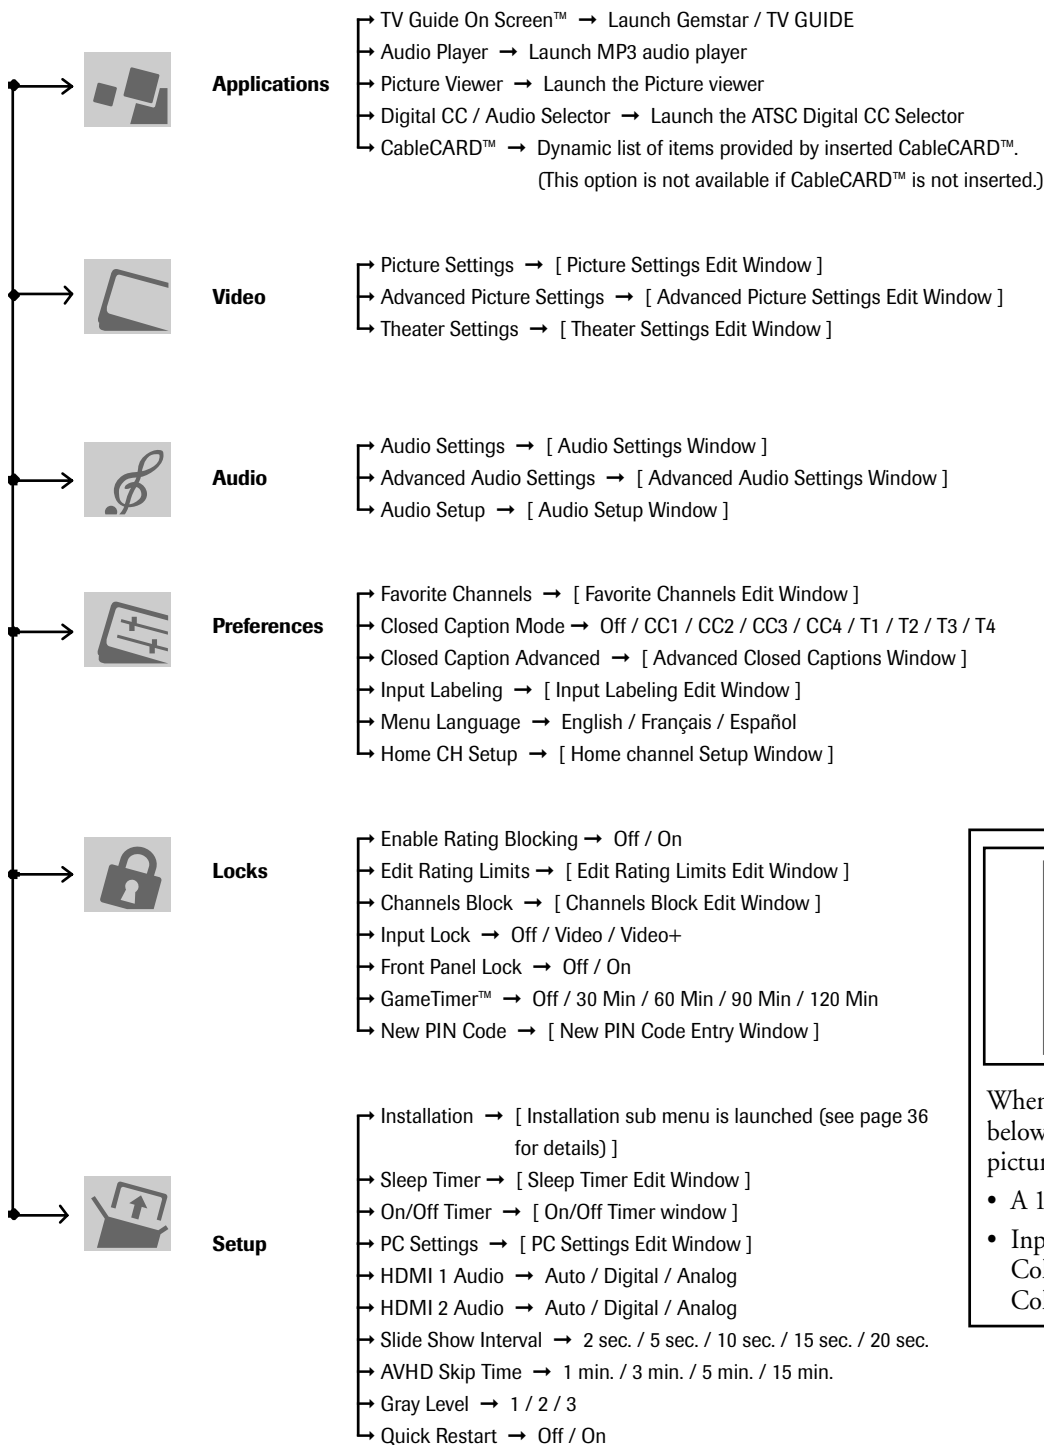 Applications
→ TV Guide On Screen™ → Launch Gemstar / TV GUIDE
→ Audio Player → Launch MP3 audio player
→ Picture Viewer → Launch the Picture viewer
→ Digital CC / Audio Selector → Launch the ATSC Digital CC Selector
→ CableCARD™ → Dynamic list of items provided by inserted CableCARD™.
(This option is not available if CableCARD™ is not inserted.)
Video
→ Picture Settings → [ Picture Settings Edit Window ]
→ Advanced Picture Settings → [ Advanced Picture Settings Edit Window ]
→ Theater Settings → [ Theater Settings Edit Window ]
Audio
→ Audio Settings → [ Audio Settings Window ]
→ Advanced Audio Settings → [ Advanced Audio Settings Window ]
→ Audio Setup → [ Audio Setup Window ]
Preferences
→ Favorite Channels → [ Favorite Channels Edit Window ]
→ Closed Caption Mode → Off / CC1 / CC2 / CC3 / CC4 / T1 / T2 / T3 / T4
→ Closed Caption Advanced → [ Advanced Closed Captions Window ]
→ Input Labeling → [ Input Labeling Edit Window ]
→ Menu Language → English / Français / Español
→ Home CH Setup → [ Home channel Setup Window ]
Locks
→ Enable Rating Blocking → Off / On
→ Edit Rating Limits → [ Edit Rating Limits Edit Window ]
→ Channels Block → [ Channels Block Edit Window ]
→ Input Lock → Off / Video / Video+
→ Front Panel Lock → Off / On
→ GameTimer™ → Off / 30 Min / 60 Min / 90 Min / 120 Min
→ New PIN Code → [ New PIN Code Entry Window ]
Setup
→ Installation → [ Installation sub menu is launched (see page 36
for details) ]
→ Sleep Timer → [ Sleep Timer Edit Window ]
→ On/Off Timer → [ On/Off Timer window ]
→ PC Settings → [ PC Settings Edit Window ]
→ HDMI 1 Audio → Auto / Digital / Analog
→ HDMI 2 Audio → Auto / Digital / Analog
→ Slide Show Interval → 2 sec. / 5 sec. / 10 sec. / 15 sec. / 20 sec.
→ AVHD Skip Time → 1 min. / 3 min. / 5 min. / 15 min.
→ Gray Level → 1 / 2 / 3
→ Quick Restart → Off / On
When
below
• A 1